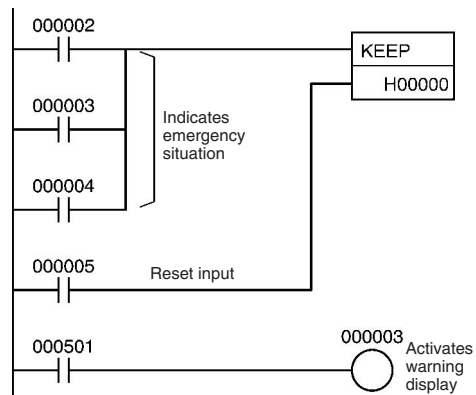 000002
KEEP
H00000
000003
Indicates
emergency
situation
000004
000005
Reset input
000501
000003
Activates
warning
display